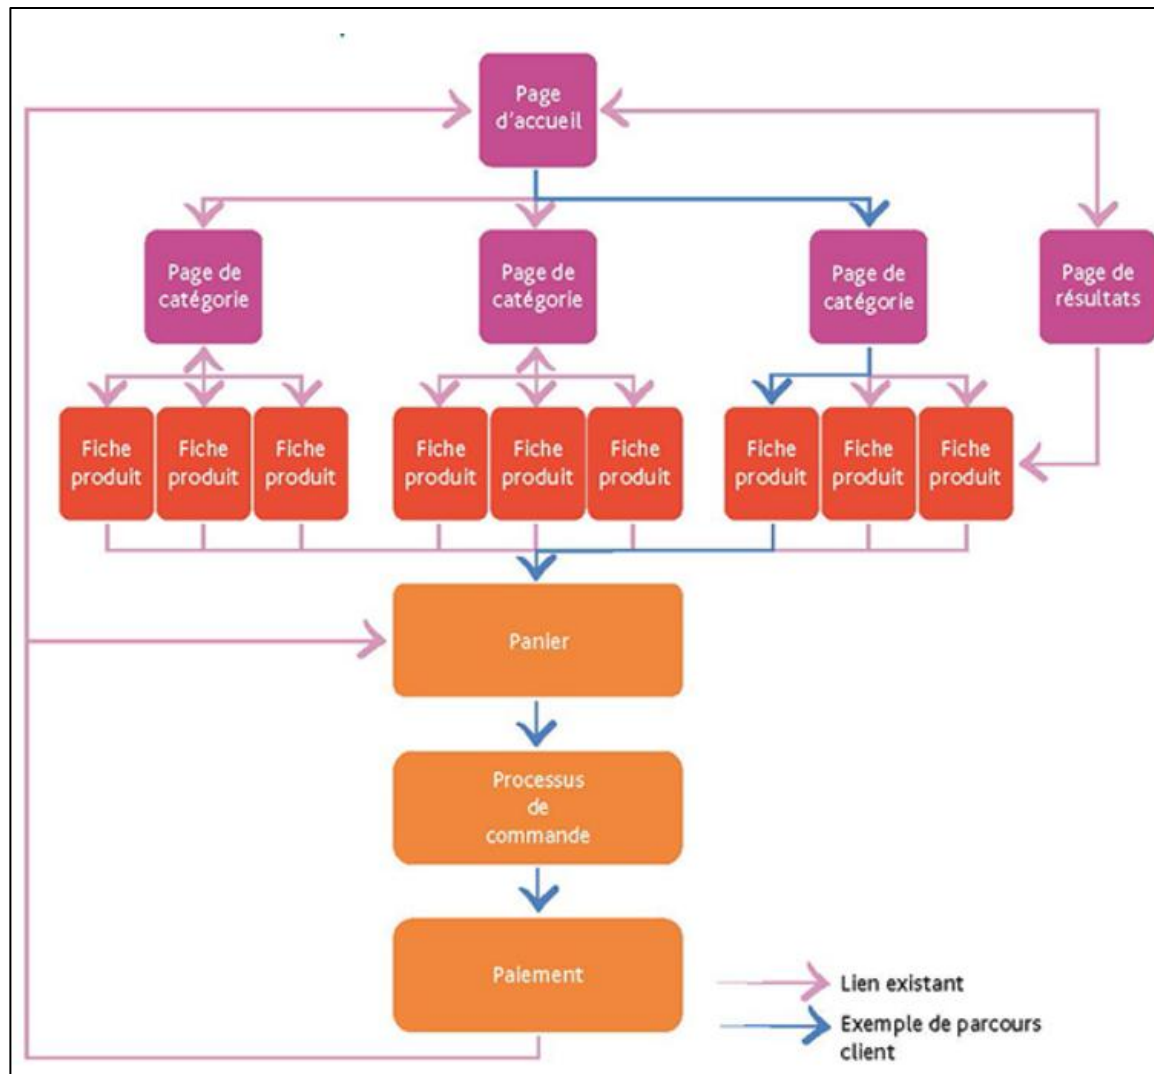 Page
d'accueil
Page de
catégorie
Page de
catégorie
Page de
catégorie
Page de
résultats
Fiche
produit
Fiche
produit
Fiche
produit
Fiche
produit
Fiche
produit
Fiche
produit
Fiche
produit
Fiche
produit
Fiche
produit
Panier
Processus
de
commande
Paiement
Lien existant
Exemple de parcours
client